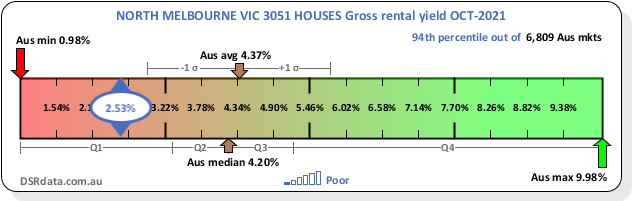 NORTH MELBOURNE VIC 3051 HOUSES Gross rental yield OCT-2021
94th percentile out of 6,809 Aus mkts
Aus min 0.98%
Aus avg 4.37%
-1 σ +1 σ
1.54% 2.53% 3.22% 3.78% 4.34% 4.90% 5.46% 6.02% 6.58% 7.14% 7.70% 8.26% 8.82% 9.38%
Q1 Q2 Q3 Q4
Aus median 4.20%
Aus max 9.98%
DSRdata.com.au
Poor